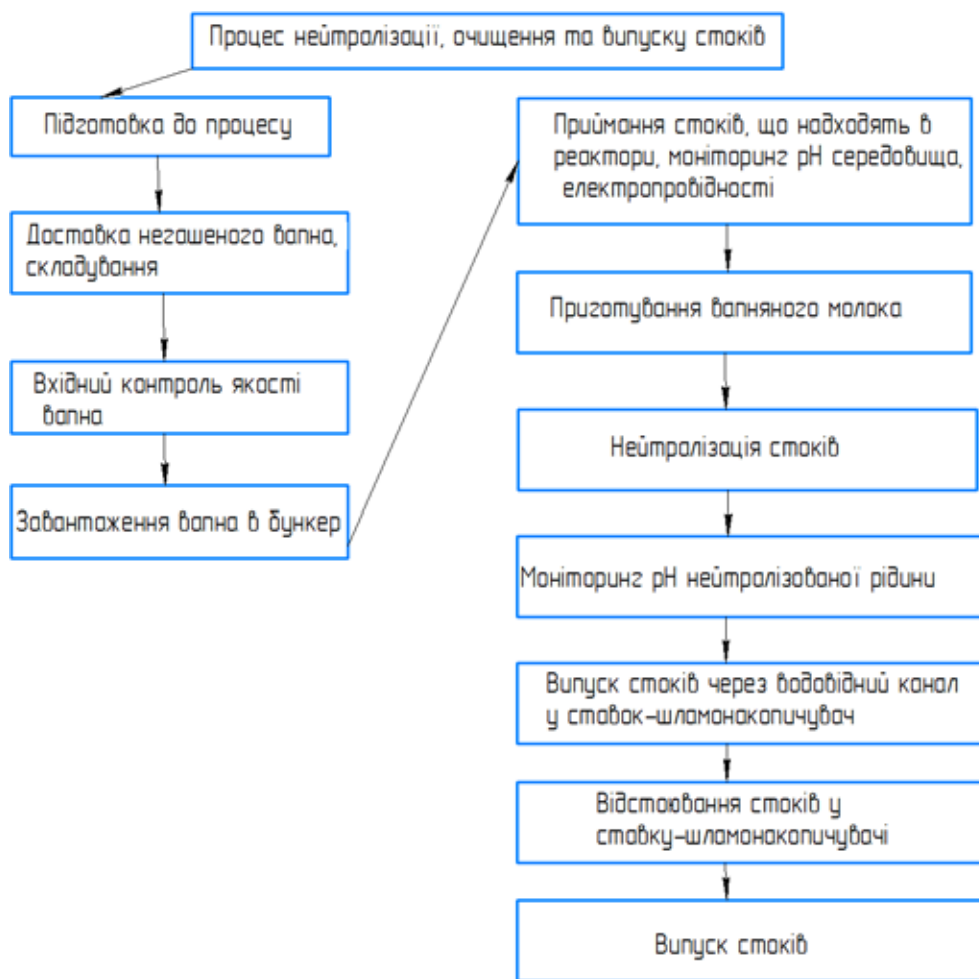 Процес нейтралізації, очищення та випуску стоків
Підготовка до процесу
Доставка негашеного вапна,
складування
Вхідний контроль якості
вапна
Завантаження вапна в бункер
Приймання стоків, що надходять в
реактори, моніторинг рН середовища,
електропровідності
Приготування вапняного молока
Нейтралізація стоків
Моніторинг рН нейтралізованої рідини
Випуск стоків через водовідний канал
у ставок-шламонакопичувач
Відстоювання стоків у
ставку-шламонакопичувачі
Випуск стоків